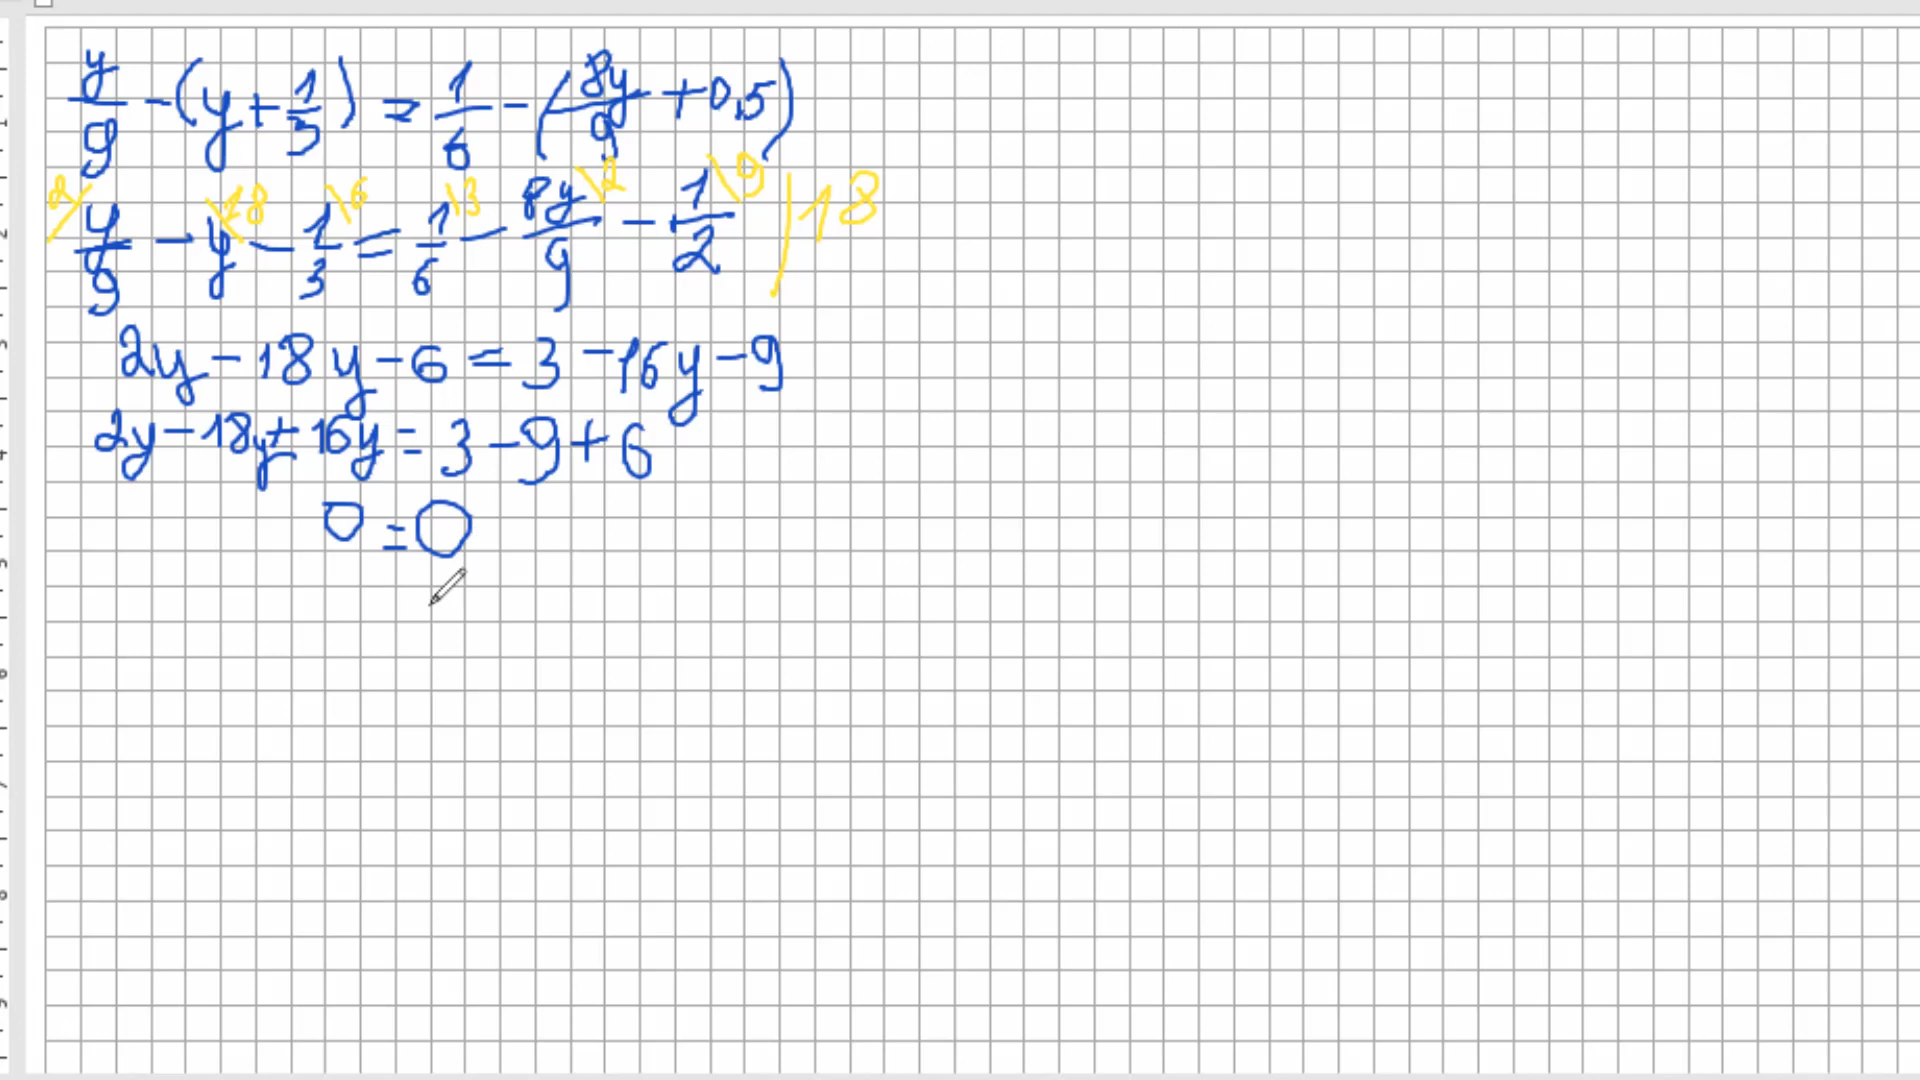 y/9 - (y + 1/3) = 1/6 - (8y/9 + 0,5)
2/ y/9 - y \18 - 1/3 \6 = 1/6 \3 - 8y/9 \2 - 1/2 \9 | 18
2y - 18y - 6 = 3 - 16y - 9
2y - 18y + 16y = 3 - 9 + 6
0 = 0